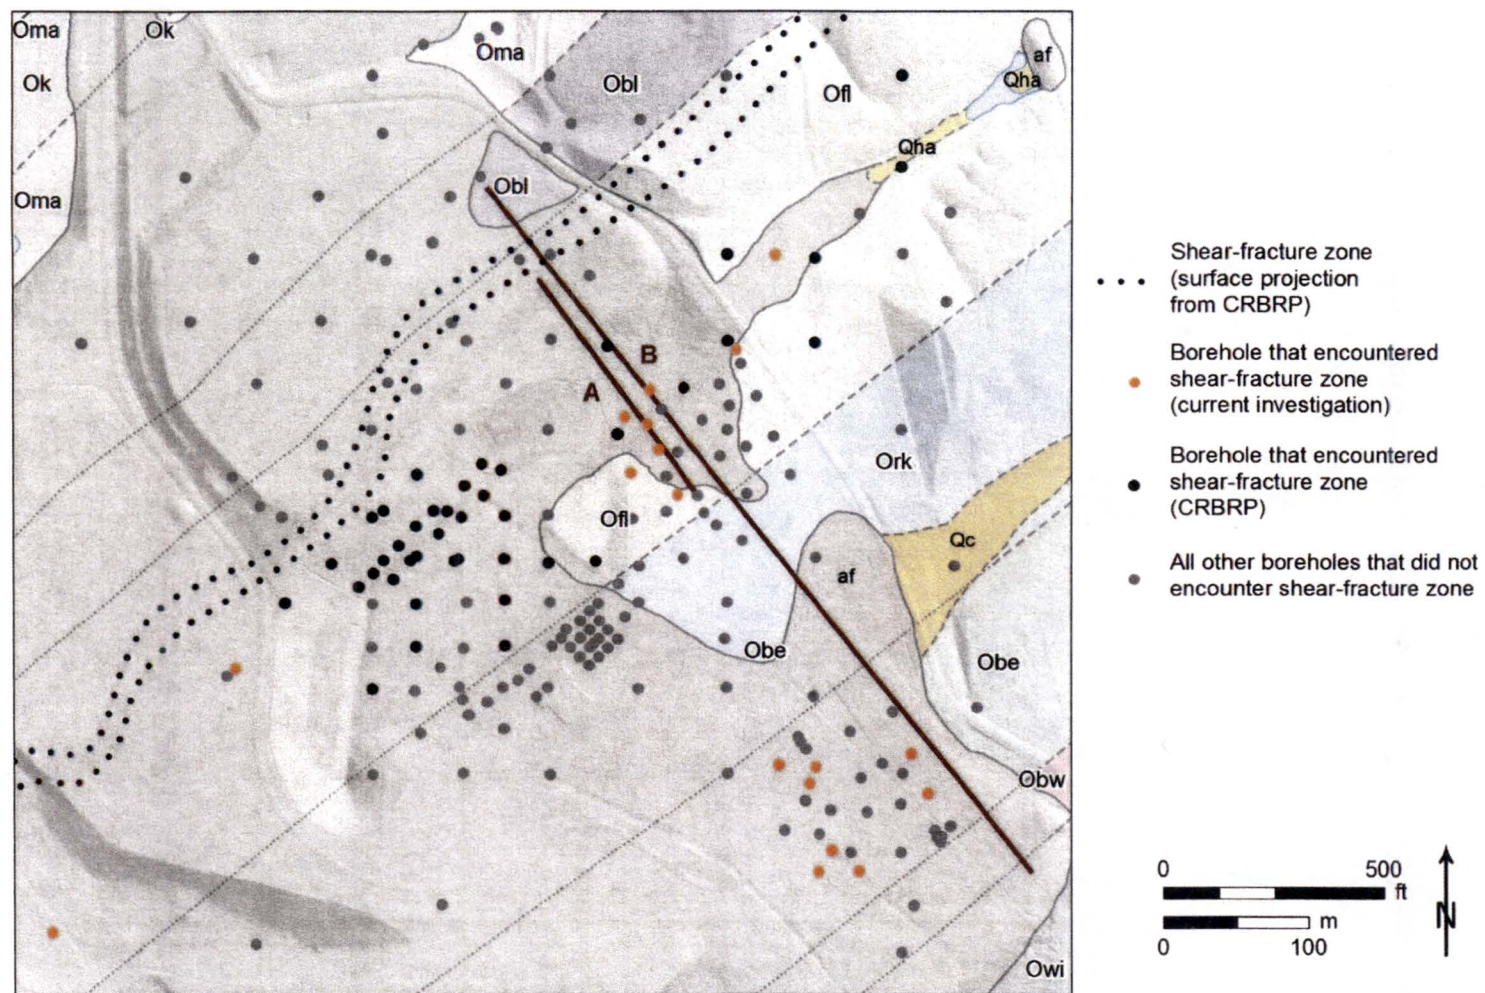 Oma
Ok
Oma
Ok
Obl
Ofl
af
Qha
Qha
Oma
Obl
B
A
Ork
Ofl
Qc
af
Obe
Obe
Obw
Owi
Shear-fracture zone
(surface projection
from CRBRP)
Borehole that encountered
shear-fracture zone
(current investigation)
Borehole that encountered
shear-fracture zone
(CRBRP)
All other boreholes that did not
encounter shear-fracture zone
0 500
ft
m
0 100
N